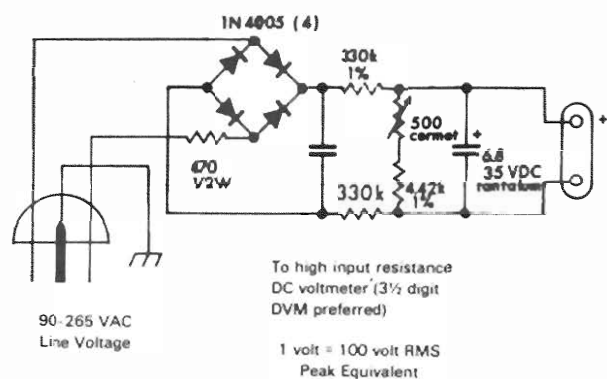 1N4005 (4)
330k
1%
500
cermet
+
+
470
1/2W
6.8
35 VDC
tantalum
330k
4.42k
1%
To high input resistance
DC voltmeter (3½ digit
DVM preferred)
90-265 VAC
Line Voltage
1 volt = 100 volt RMS
Peak Equivalent